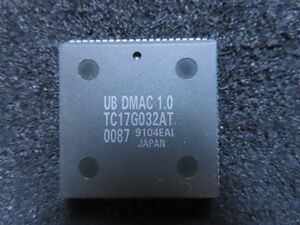 UB DMAC 1.0
TC17G032AT
0087 9104EAI
JAPAN